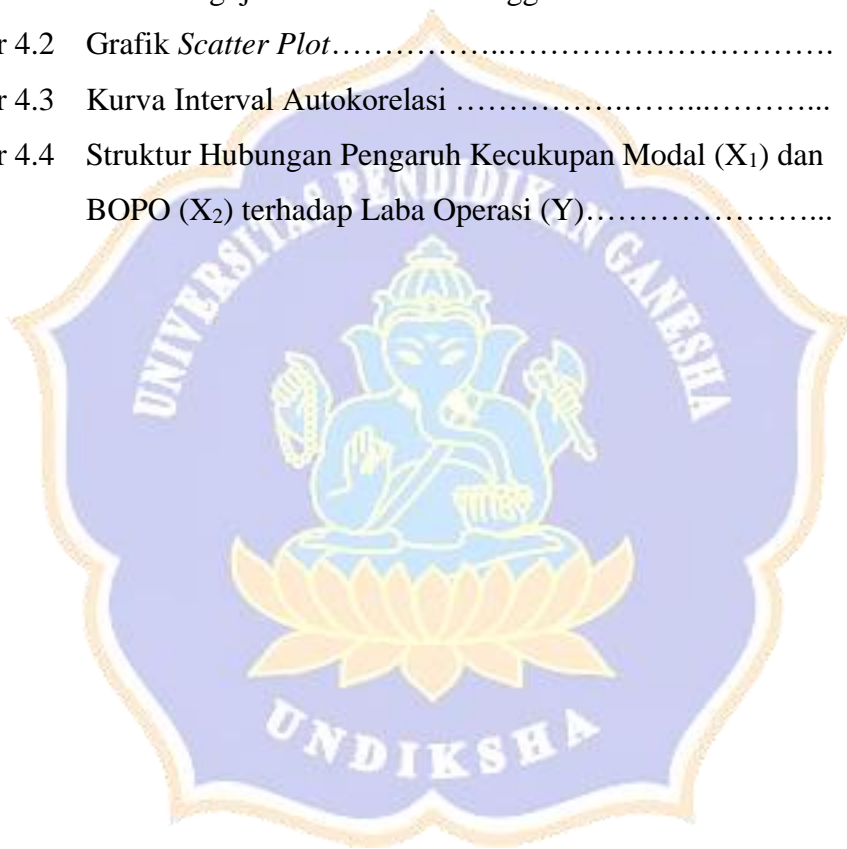 r 4.2 Grafik Scatter Plot……………..………………………….
r 4.3 Kurva Interval Autokorelasi …………….……...………...
r 4.4 Struktur Hubungan Pengaruh Kecukupan Modal (X₁) dan
BOPO (X₂) terhadap Laba Operasi (Y)…………………...
UNIVERSITAS PENDIDIKAN GANESHA
UNDIKSHA